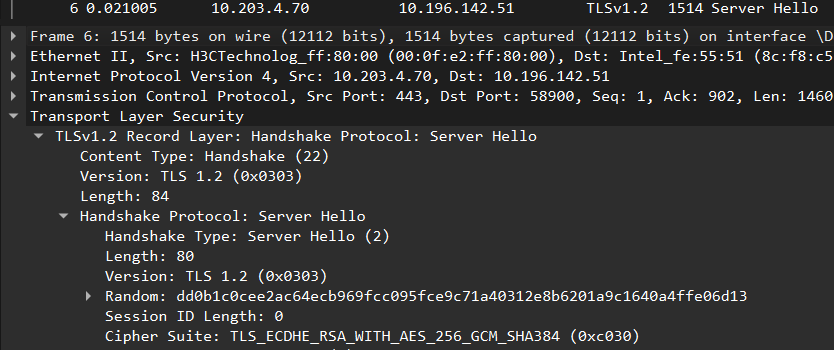 6 0.021005 10.203.4.70 10.196.142.51 TLSv1.2 1514 Server Hello
Frame 6: 1514 bytes on wire (12112 bits), 1514 bytes captured (12112 bits) on interface \D
Ethernet II, Src: H3CTechnolog_ff:80:00 (00:0f:e2:ff:80:00), Dst: Intel_fe:55:51 (8c:f8:c5
Internet Protocol Version 4, Src: 10.203.4.70, Dst: 10.196.142.51
Transmission Control Protocol, Src Port: 443, Dst Port: 58900, Seq: 1, Ack: 902, Len: 1460
Transport Layer Security
TLSv1.2 Record Layer: Handshake Protocol: Server Hello
Content Type: Handshake (22)
Version: TLS 1.2 (0x0303)
Length: 84
Handshake Protocol: Server Hello
Handshake Type: Server Hello (2)
Length: 80
Version: TLS 1.2 (0x0303)
Random: dd0b1c0cee2ac64ecb969fcc095fce9c71a40312e8b6201a9c1640a4ffe06d13
Session ID Length: 0
Cipher Suite: TLS_ECDHE_RSA_WITH_AES_256_GCM_SHA384 (0xc030)